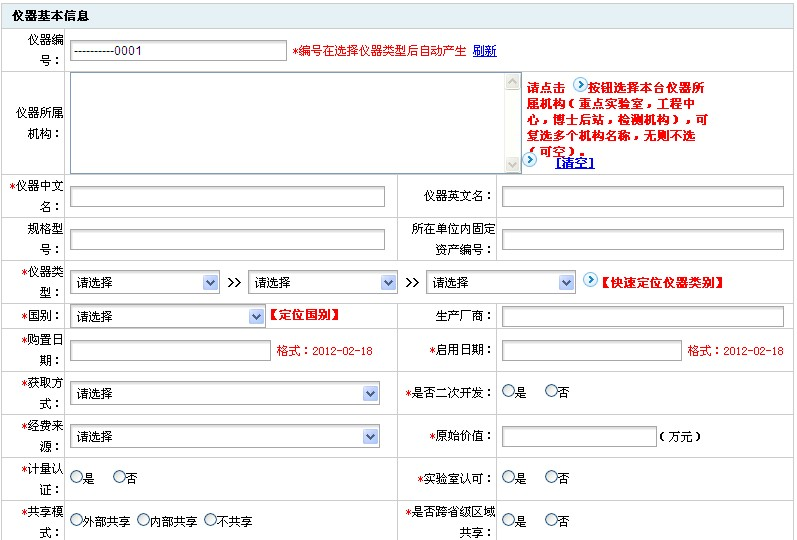 仪器基本信息
仪器编
号：
----------0001
*编号在选择仪器类型后自动产生 刷新
仪器所属
机构：
请点击 按钮选择本台仪器所
属机构（重点实验室，工程中
心，博士后站，检测机构），可
复选多个机构名称，无则不选
（可空）。
[清空]
*仪器中文
名：
仪器英文名：
规格型
号：
所在单位内固定
资产编号：
*仪器类
型：
请选择 >> 请选择 >> 请选择 【快速定位仪器类别】
*国别：
请选择 【定位国别】
生产厂商：
*购置日
期：
格式：2012-02-18
*启用日期：
格式：2012-02-18
*获取方
式：
请选择
*是否二次开发：
是 否
*经费来
源：
请选择
*原始价值：
（万元）
*计量认
证：
是 否
*实验室认可：
是 否
*共享模
式：
外部共享 内部共享 不共享
*是否跨省级区域
共享：
是 否